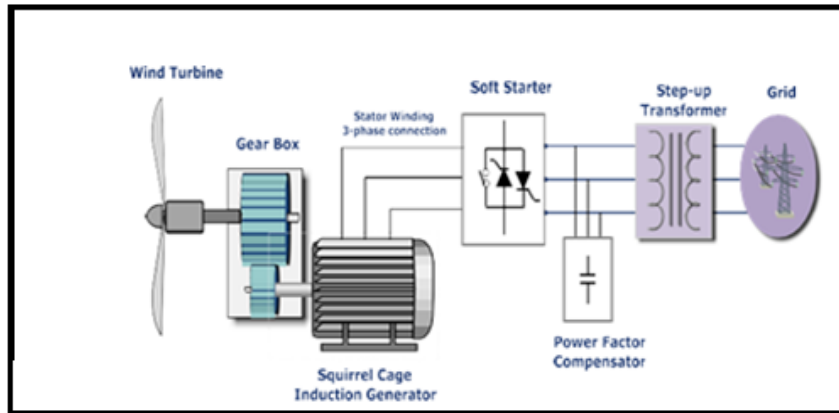 Wind Turbine
Gear Box
Stator Winding
3-phase connection
Soft Starter
Step-up
Transformer
Grid
Squirrel Cage
Induction Generator
Power Factor
Compensator